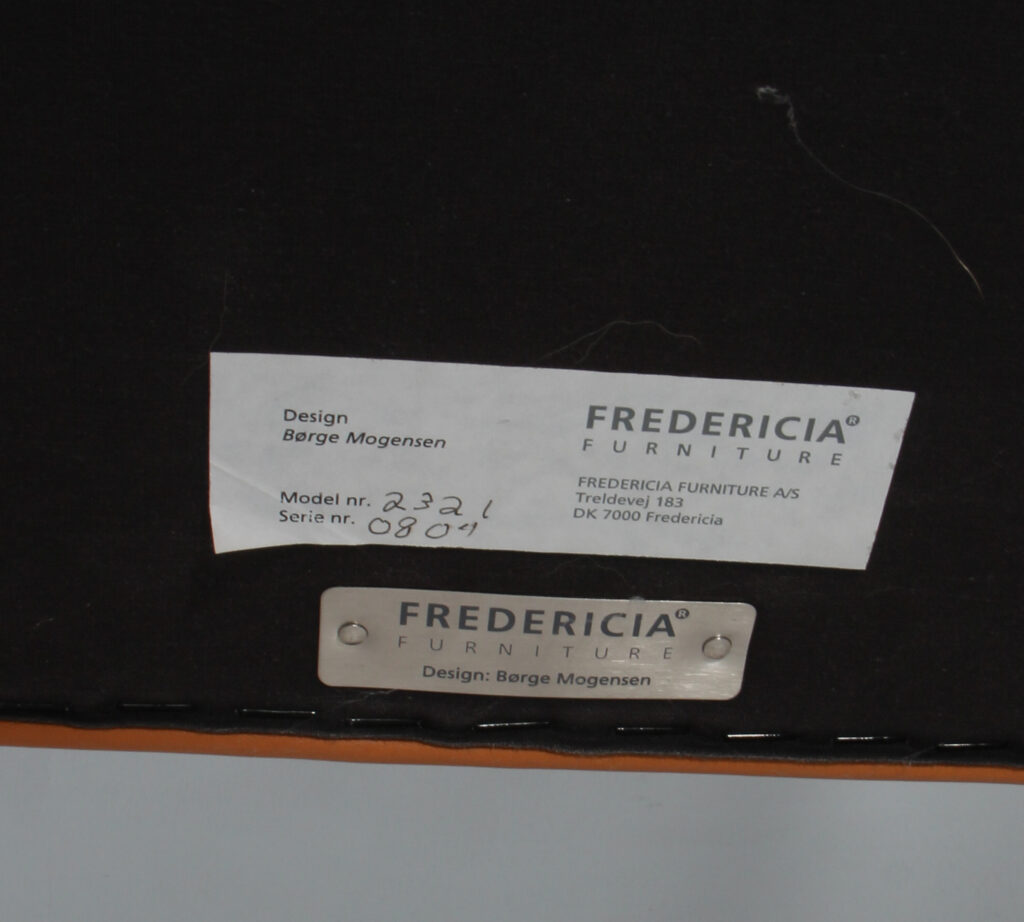 Design
Børge Mogensen
Model nr. 2321
Serie nr. 0804
FREDERICIA®
FURNITURE
FREDERICIA FURNITURE A/S
Treldevej 183
DK 7000 Fredericia
FREDERICIA®
FURNITURE
Design: Børge Mogensen